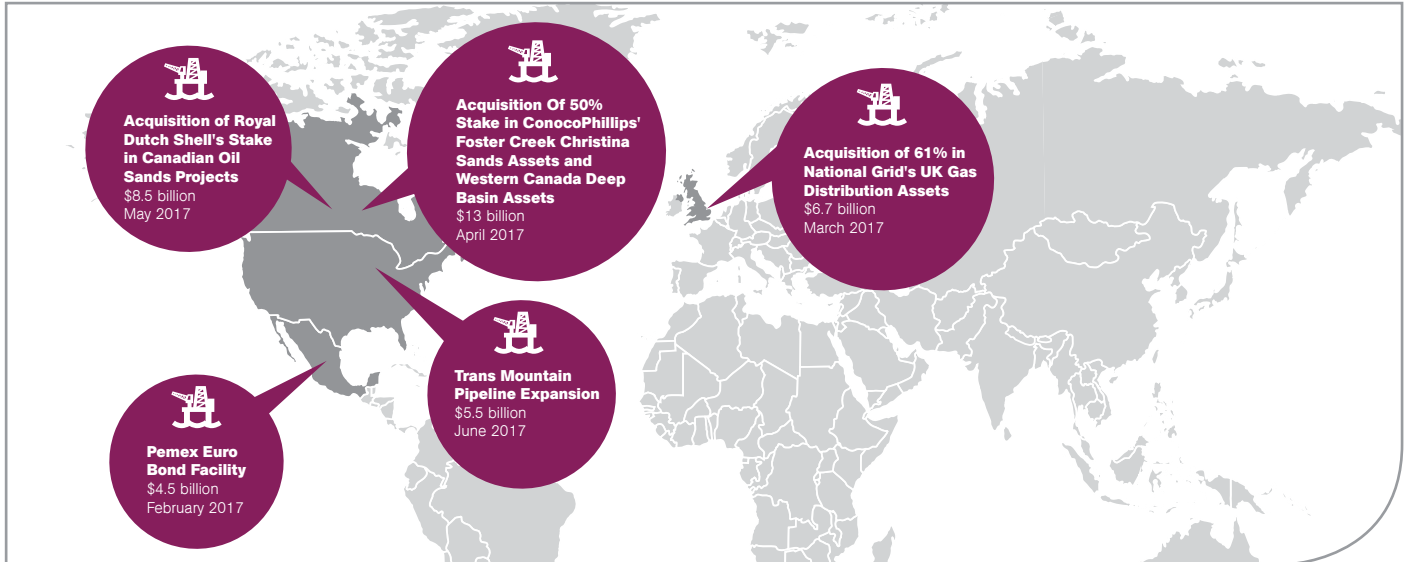 Acquisition of Royal
Dutch Shell's Stake
in Canadian Oil
Sands Projects
$8.5 billion
May 2017
Acquisition Of 50%
Stake in ConocoPhillips'
Foster Creek Christina
Sands Assets and
Western Canada Deep
Basin Assets
$13 billion
April 2017
Acquisition of 61% in
National Grid's UK Gas
Distribution Assets
$6.7 billion
March 2017
Trans Mountain
Pipeline Expansion
$5.5 billion
June 2017
Pemex Euro
Bond Facility
$4.5 billion
February 2017